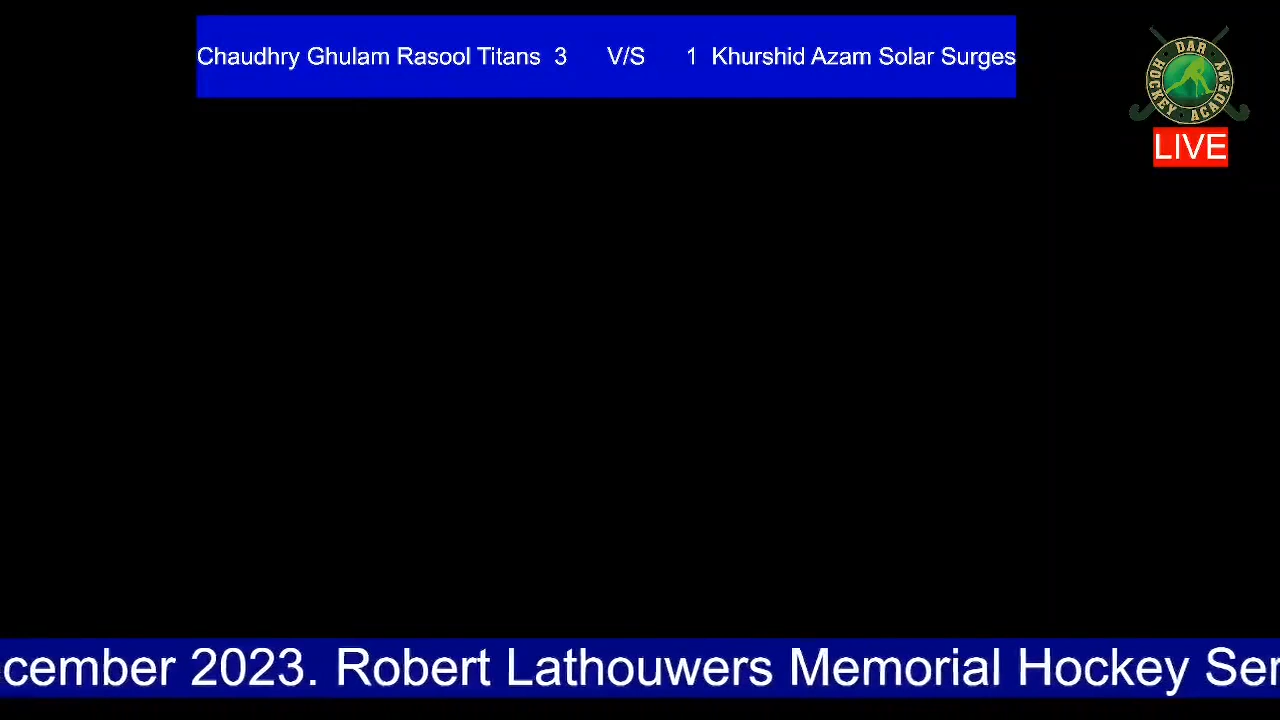 Chaudhry Ghulam Rasool Titans 3 V/S 1 Khurshid Azam Solar Surges
DAR HOCKEY ACADEMY
LIVE
cember 2023. Robert Lathouwers Memorial Hockey Ser